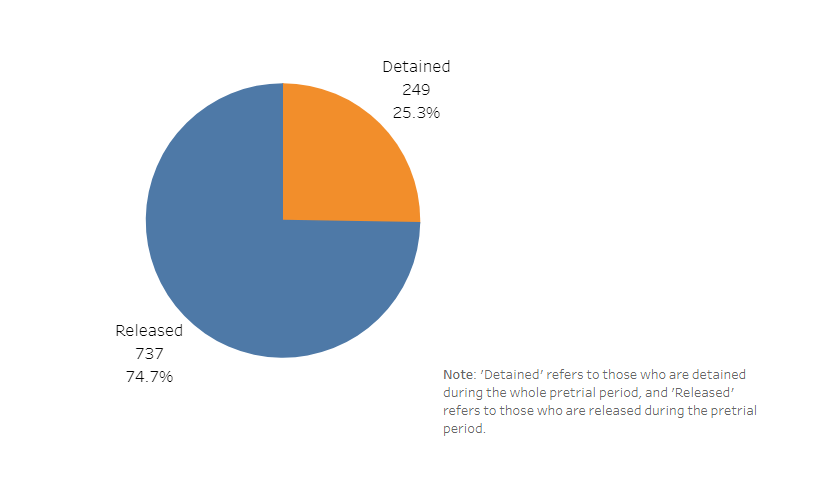 Detained
249
25.3%
Released
737
74.7%
Note: 'Detained' refers to those who are detained
during the whole pretrial period, and 'Released'
refers to those who are released during the pretrial
period.